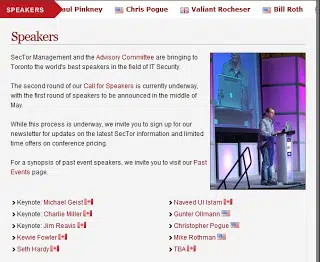 SPEAKERS
aul Pinkney Chris Pogue Valiant Rocheser Bill Roth
Speakers
SecTor Management and the Advisory Committee are bringing to
Toronto the world's best speakers in the field of IT Security.
The second round of our Call for Speakers is currently underway,
with the first round of speakers to be announced in the middle of
May.
While this process is underway, we invite you to sign up for our
newsletter for updates on the latest SecTor information and limited
time offers on conference pricing.
For a synopsis of past event speakers, we invite you to visit our Past
Events page.
Keynote: Michael Geist
Keynote: Charlie Miller
Keynote: Jim Reavis
Kevvie Fowler
Seth Hardy
Naveed Ul Islam
Gunter Ollmann
Christopher Pogue
Mike Rothman
TBA